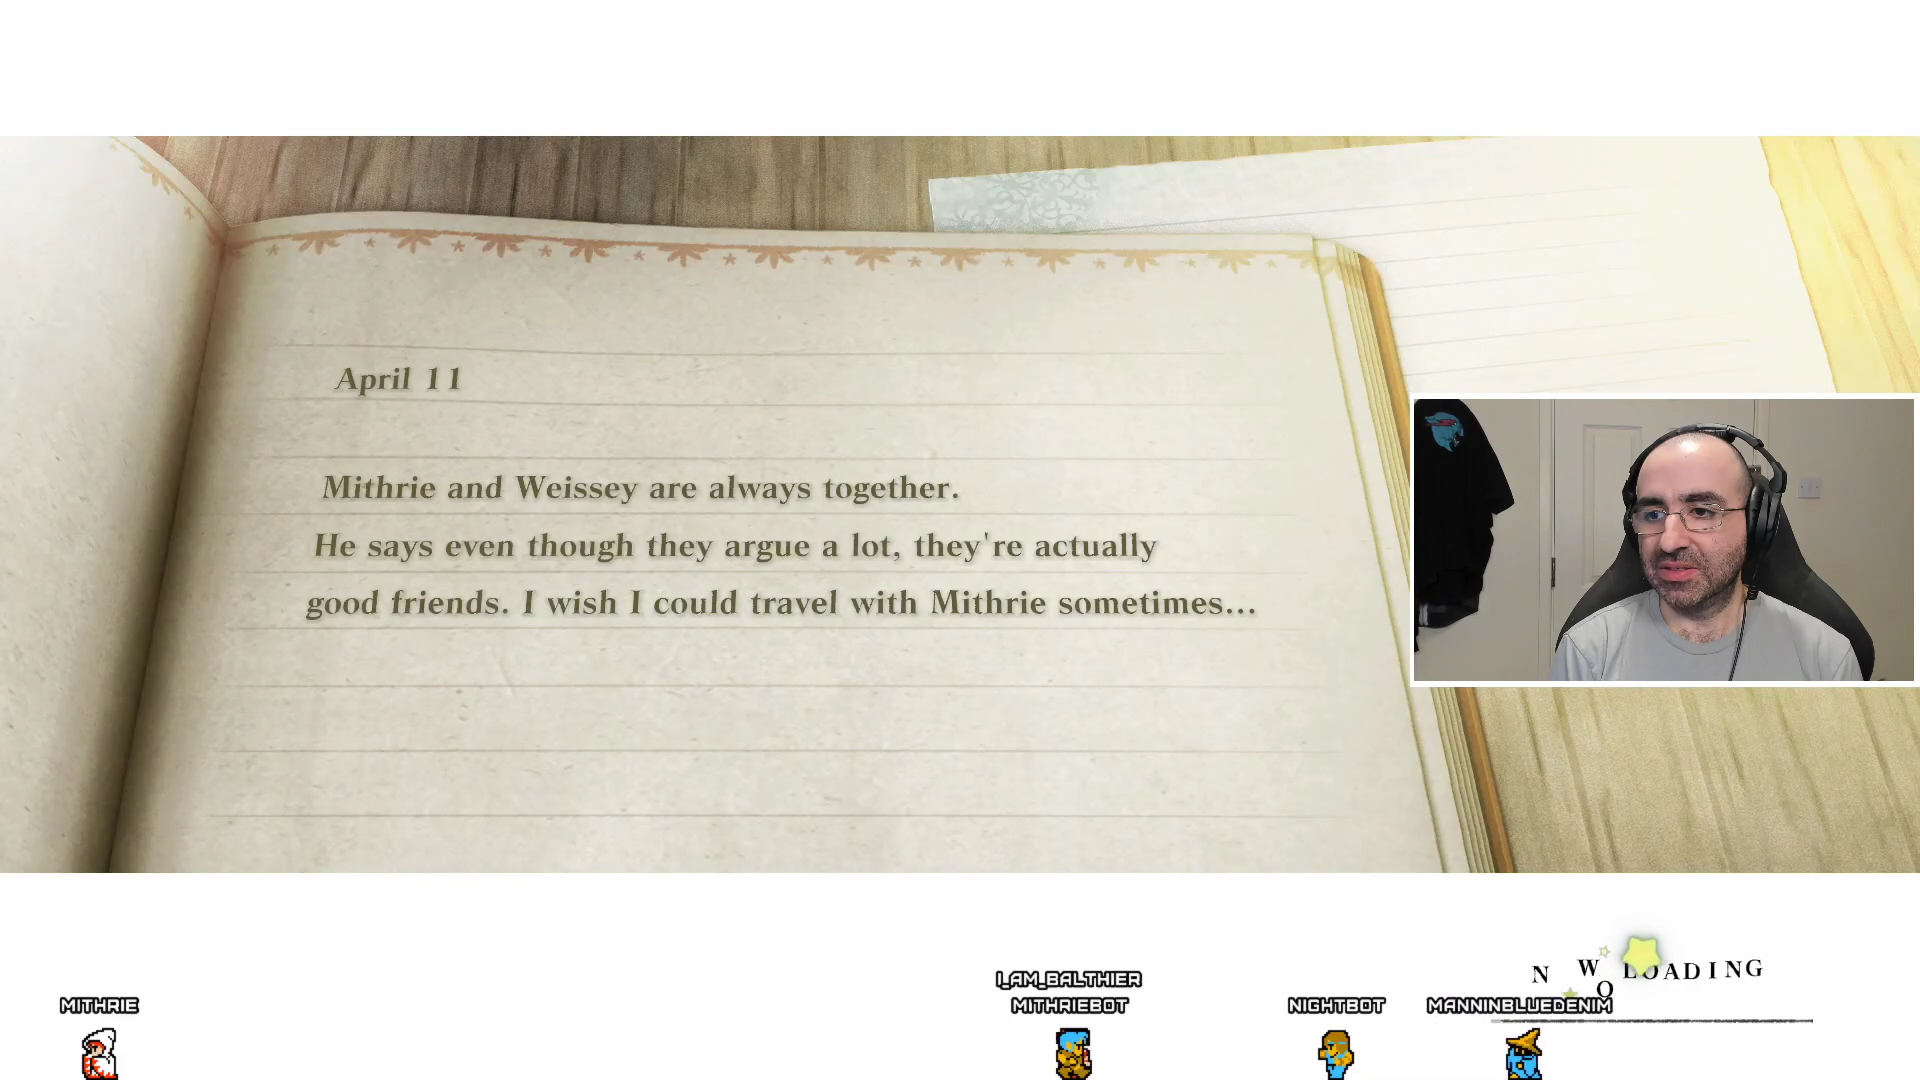 April 11
Mithrie and Weissey are always together.
He says even though they argue a lot, they're actually
good friends. I wish I could travel with Mithrie sometimes...
NOW LOADING
MITHRIE
I_AM_BALTHIER
MITHRIEBOT
NIGHTBOT
MANNINBLUEDENIM